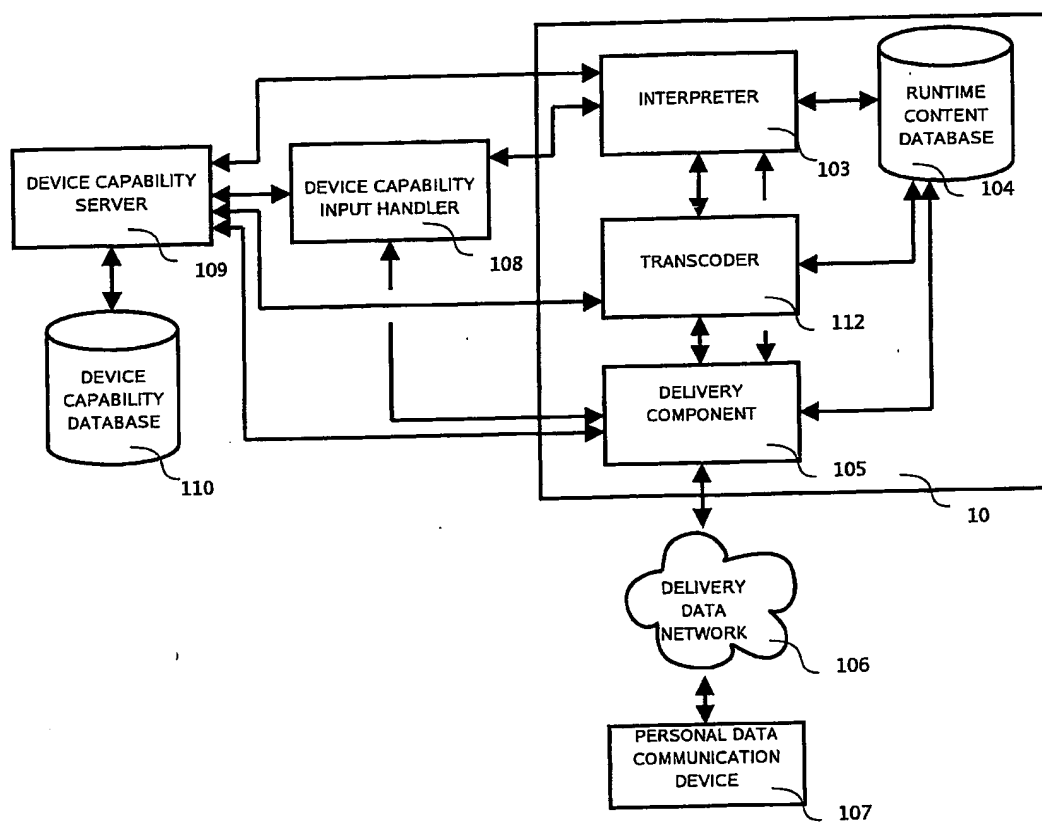 INTERPRETER
103
RUNTIME
CONTENT
DATABASE
104
DEVICE CAPABILITY
SERVER
109
DEVICE CAPABILITY
INPUT HANDLER
108
TRANSCODER
112
DEVICE
CAPABILITY
DATABASE
110
DELIVERY
COMPONENT
105
10
DELIVERY
DATA
NETWORK
106
PERSONAL DATA
COMMUNICATION
DEVICE
107